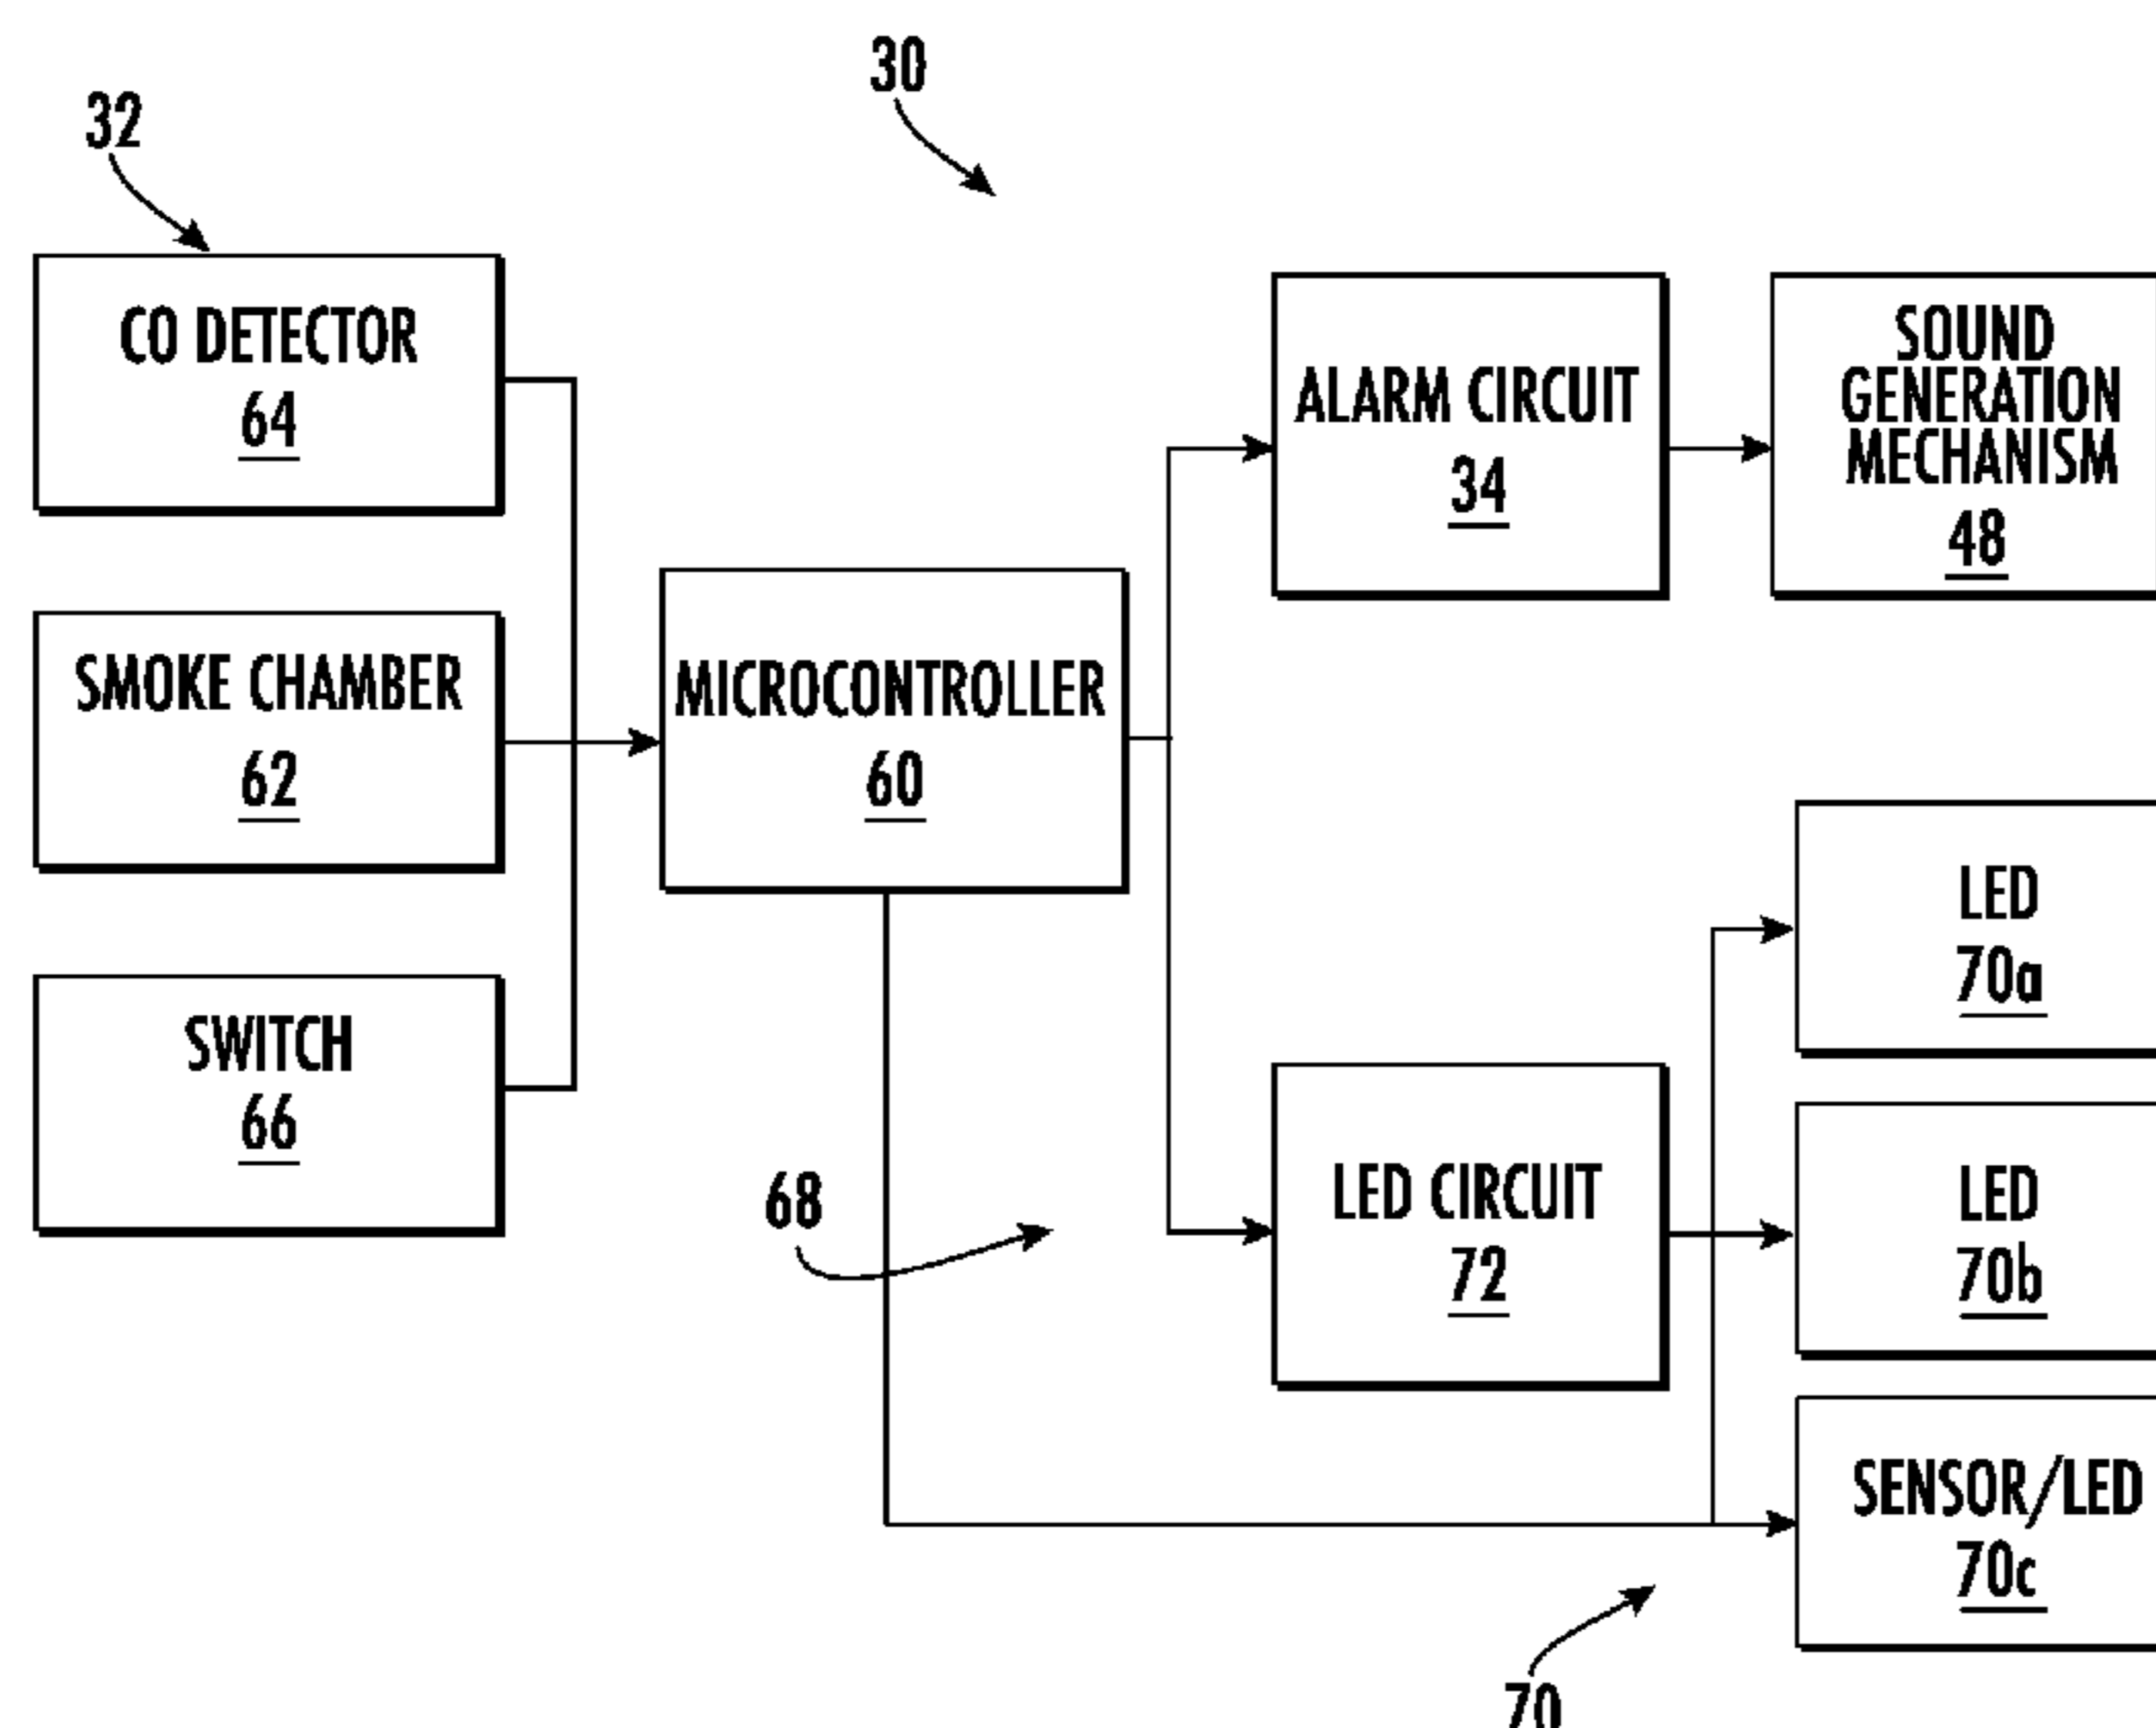 30
32
CO DETECTOR
64
SMOKE CHAMBER
62
SWITCH
66
MICROCONTROLLER
60
68
ALARM CIRCUIT
34
SOUND
GENERATION
MECHANISM
48
LED CIRCUIT
72
LED
70a
LED
70b
SENSOR/LED
70c
70